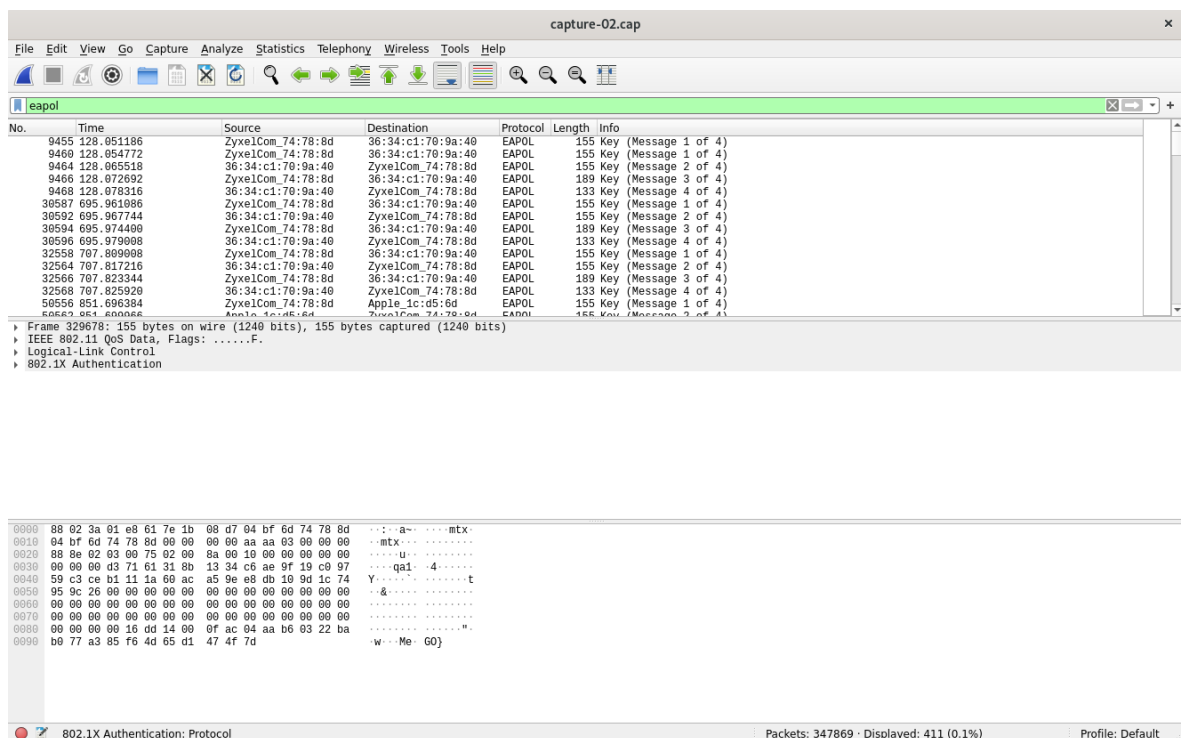 capture-02.cap
File Edit View Go Capture Analyze Statistics Telephony Wireless Tools Help
eapol
No. Time Source Destination Protocol Length Info
9455 128.051186 ZyxelCom_74:78:8d 36:34:c1:70:9a:40 EAPOL 155 Key (Message 1 of 4)
9460 128.054772 ZyxelCom_74:78:8d 36:34:c1:70:9a:40 EAPOL 155 Key (Message 1 of 4)
9464 128.065518 36:34:c1:70:9a:40 ZyxelCom_74:78:8d EAPOL 155 Key (Message 2 of 4)
9466 128.072692 ZyxelCom_74:78:8d 36:34:c1:70:9a:40 EAPOL 189 Key (Message 3 of 4)
9468 128.078316 36:34:c1:70:9a:40 ZyxelCom_74:78:8d EAPOL 133 Key (Message 4 of 4)
30587 695.961086 ZyxelCom_74:78:8d 36:34:c1:70:9a:40 EAPOL 155 Key (Message 1 of 4)
30592 695.967744 36:34:c1:70:9a:40 ZyxelCom_74:78:8d EAPOL 155 Key (Message 2 of 4)
30594 695.974400 ZyxelCom_74:78:8d 36:34:c1:70:9a:40 EAPOL 189 Key (Message 3 of 4)
30596 695.979008 36:34:c1:70:9a:40 ZyxelCom_74:78:8d EAPOL 133 Key (Message 4 of 4)
32558 707.809008 ZyxelCom_74:78:8d 36:34:c1:70:9a:40 EAPOL 155 Key (Message 1 of 4)
32564 707.817216 36:34:c1:70:9a:40 ZyxelCom_74:78:8d EAPOL 155 Key (Message 2 of 4)
32566 707.823344 ZyxelCom_74:78:8d 36:34:c1:70:9a:40 EAPOL 189 Key (Message 3 of 4)
32568 707.825920 36:34:c1:70:9a:40 ZyxelCom_74:78:8d EAPOL 133 Key (Message 4 of 4)
50556 851.696384 ZyxelCom_74:78:8d Apple_1c:d5:6d EAPOL 155 Key (Message 1 of 4)
50562 851.699966 Apple_1c:d5:6d ZyxelCom_74:78:8d EAPOL 155 Key (Message 2 of 4)
Frame 329678: 155 bytes on wire (1240 bits), 155 bytes captured (1240 bits)
IEEE 802.11 QoS Data, Flags: ......F.
Logical-Link Control
802.1X Authentication
0000 88 02 3a 01 e8 61 7e 1b 08 d7 04 bf 6d 74 78 8d ··:··a~· ····mtx·
0010 04 bf 6d 74 78 8d 00 00 00 00 aa aa 03 00 00 00 ··mtx··· ········
0020 88 8e 02 03 00 75 02 00 8a 00 10 00 00 00 00 00 ·····u·· ········
0030 00 00 00 d3 71 61 31 8b 13 34 c6 ae 9f 19 c0 97 ····qa1· ·4······
0040 59 c3 ce b1 11 1a 60 ac a5 9e e8 db 10 9d 1c 74 Y·····`· ·······t
0050 95 9c 26 00 00 00 00 00 00 00 00 00 00 00 00 00 ··&····· ········
0060 00 00 00 00 00 00 00 00 00 00 00 00 00 00 00 00 ········ ········
0070 00 00 00 00 00 00 00 00 00 00 00 00 00 00 00 00 ········ ········
0080 00 00 00 00 16 dd 14 00 0f ac 04 aa b6 03 22 ba ········ ······"·
0090 b0 77 a3 85 f6 4d 65 d1 47 4f 7d ·w···Me· GO}
802.1X Authentication: Protocol Packets: 347869 · Displayed: 411 (0.1%) Profile: Default